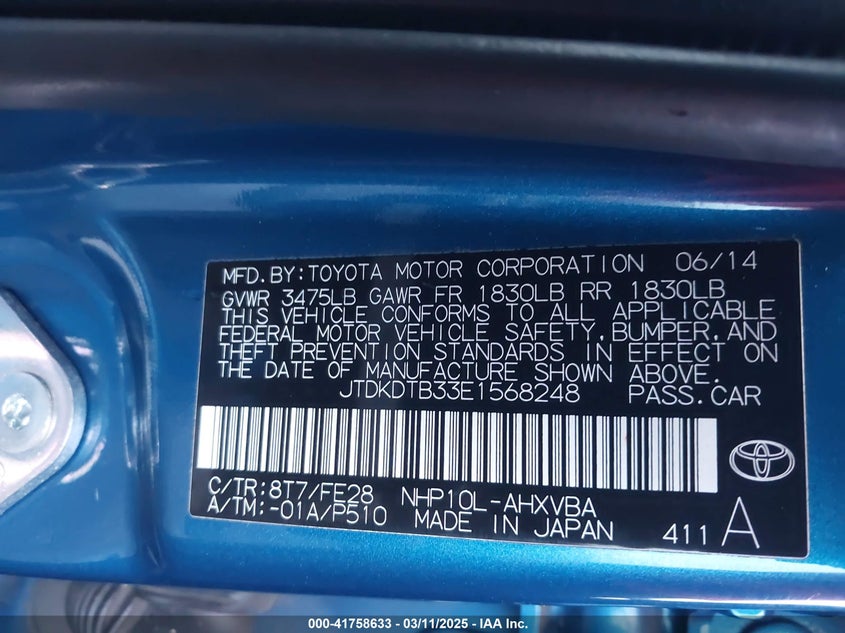 MFD.BY:TOYOTA MOTOR CORPORATION 06/14
GVWR 3475LB GAWR FR 1830LB RR 1830LB
THIS VEHICLE CONFORMS TO ALL APPLICABLE
FEDERAL MOTOR VEHICLE SAFETY,BUMPER,AND
THEFT PREVENTION STANDARDS IN EFFECT ON
THE DATE OF MANUFACTURE SHOWN ABOVE.
JTDKDTB33E1568248 PASS.CAR
C/TR:8T7/FE28 NHP10L-AHXVBA
A/TM:-01A/P510 MADE IN JAPAN 411 A
000-41758633 - 03/11/2025 - IAA Inc.